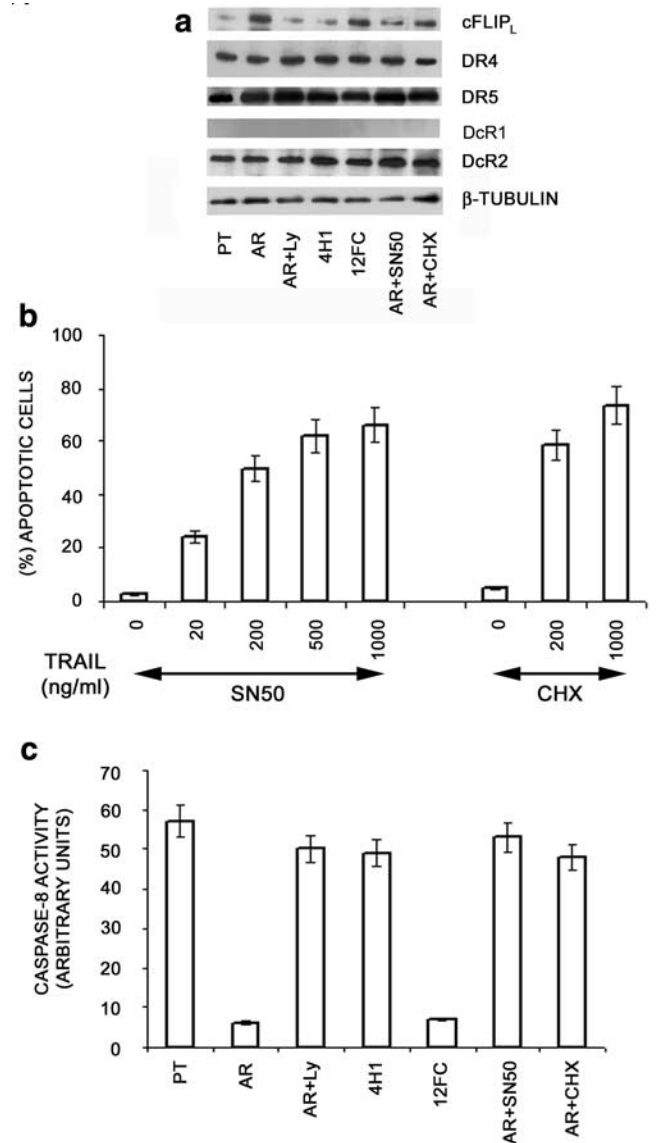 a
cFLIPL
DR4
DR5
DcR1
DcR2
β-TUBULIN
PT
AR
AR+Ly
4H1
12FC
AR+SN50
AR+CHX
b
(%) APOPTOTIC CELLS
100
80
60
40
20
0
0
20
200
500
1000
0
200
1000
TRAIL
(ng/ml)
SN50
CHX
c
CASPASE-8 ACTIVITY
(ARBITRARY UNITS)
70
60
50
40
30
20
10
0
PT
AR
AR+Ly
4H1
12FC
AR+SN50
AR+CHX